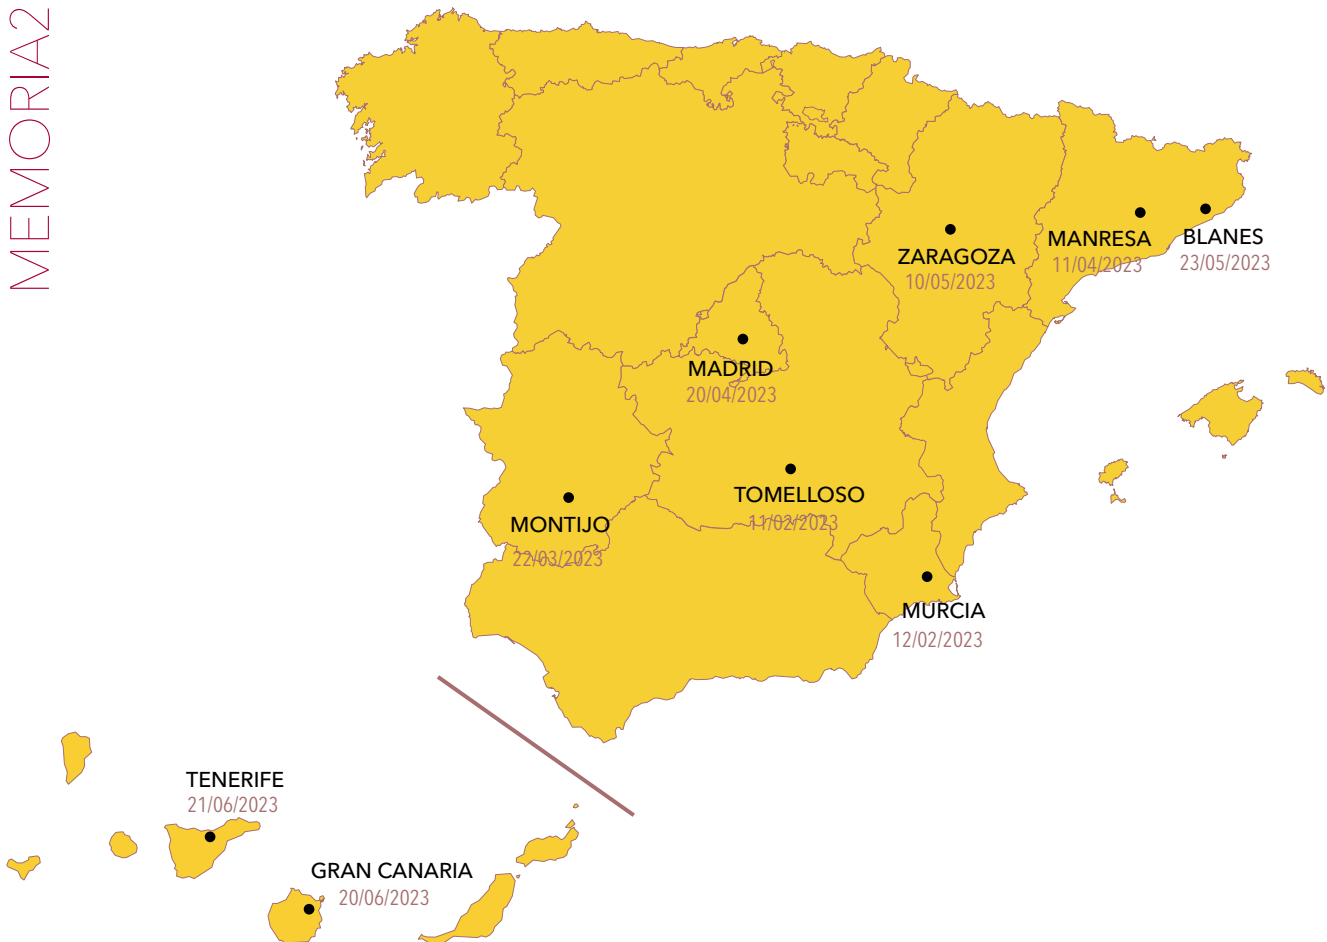 MEMORIA2
ZARAGOZA
10/05/2023
MANRESA
11/04/2023
BLANES
23/05/2023
MADRID
20/04/2023
TOMELLOSO
11/02/2023
MONTIJO
22/03/2023
MURCIA
12/02/2023
TENERIFE
21/06/2023
GRAN CANARIA
20/06/2023